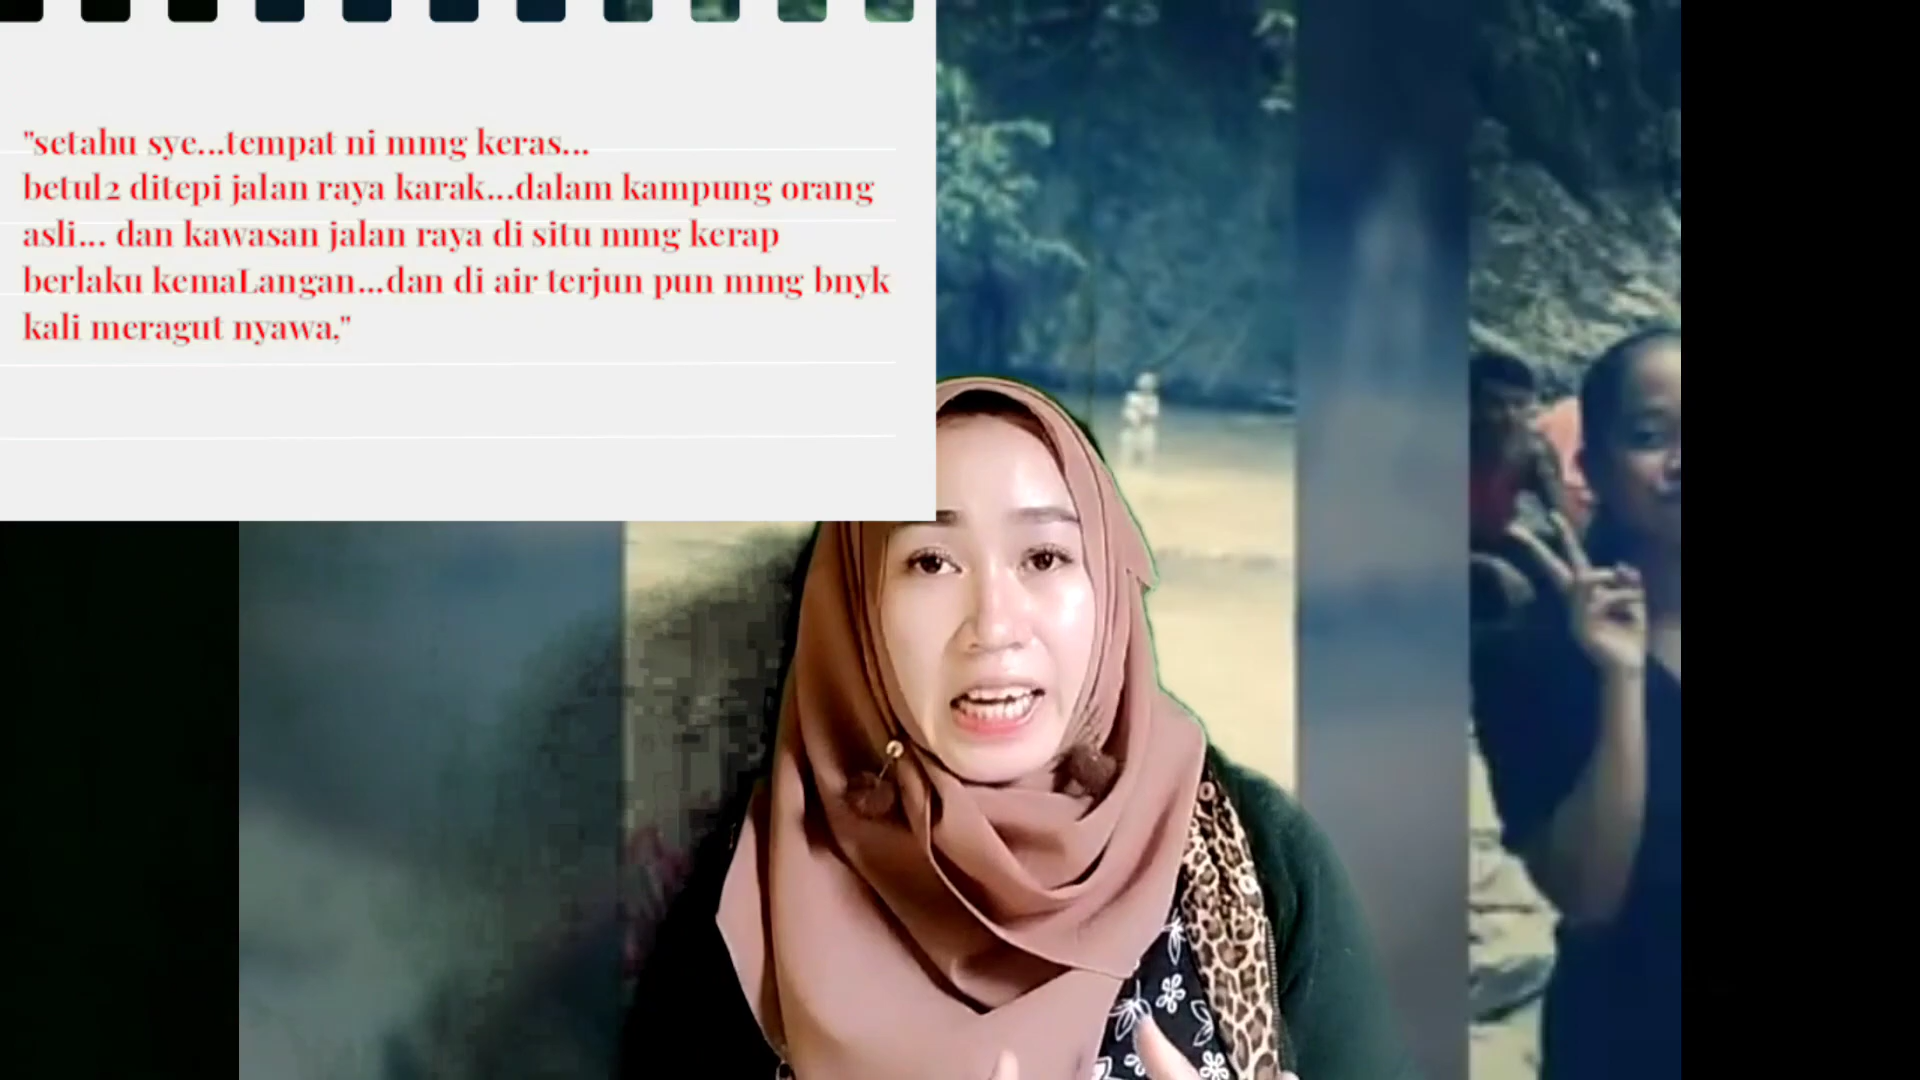 "setahu sye...tempat ni mmg keras...
betul2 ditepi jalan raya karak...dalam kampung orang
asli... dan kawasan jalan raya di situ mmg kerap
berlaku kemaLangan...dan di air terjun pun mmg bnyk
kali meragut nyawa,"